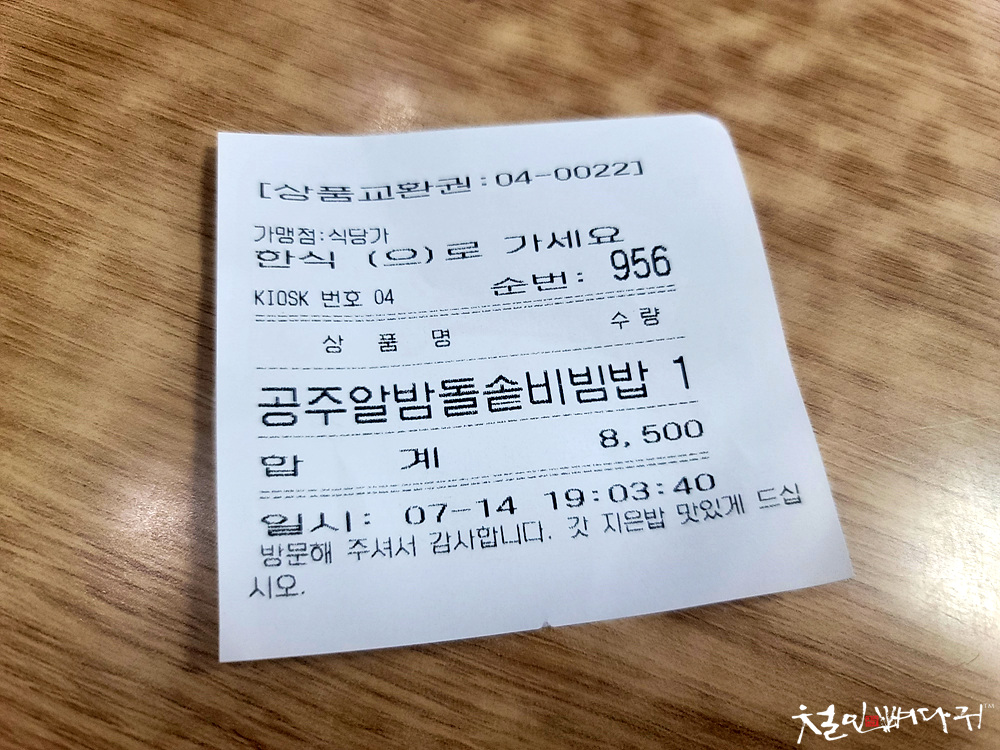 [상품교환권:04-0022]
가맹점:식당가
한식 (으)로 가세요
KIOSK 번호 04 순번: 956
상 품 명 수량
공주알밤돌솥비빔밥 1
합 계 8,500
일시: 07-14 19:03:40
방문해 주셔서 감사합니다. 갓 지은밥 맛있게 드십
시오.